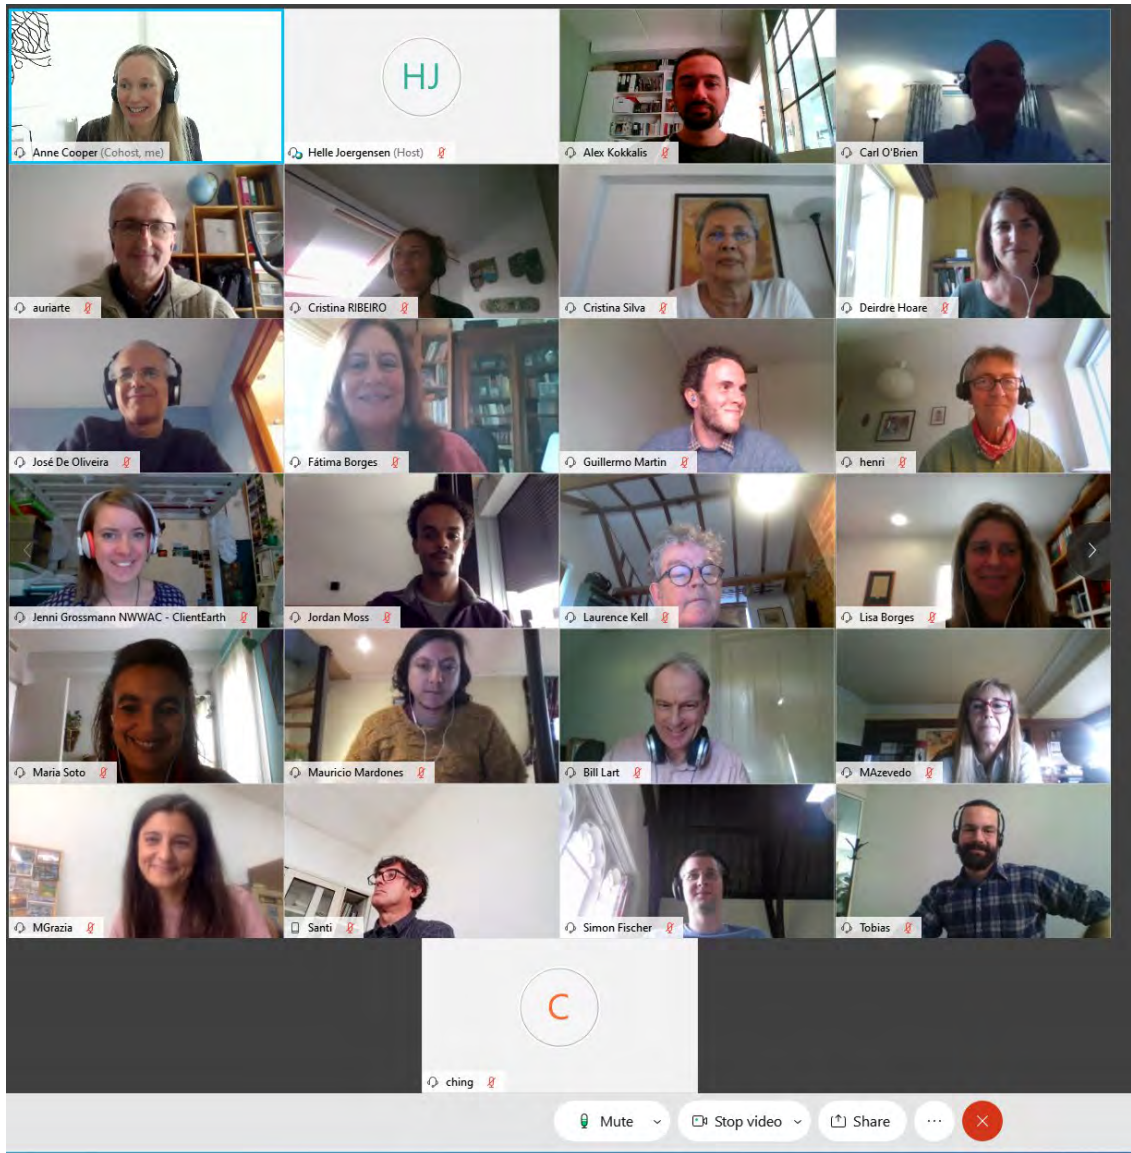 Anne Cooper (Cohost, me)
HJ
Helle Joergensen (Host)
Alex Kokkalis
Carl O'Brien
auriarte
Cristina RIBEIRO
Cristina Silva
Deirdre Hoare
José De Oliveira
Fátima Borges
Guillermo Martin
henri
Jenni Grossmann NWWAC - ClientEarth
Jordan Moss
Laurence Kell
Lisa Borges
Maria Soto
Mauricio Mardones
Bill Lart
MAzevedo
MGrazia
Santi
Simon Fischer
Tobias
C
ching
Mute
Stop video
Share